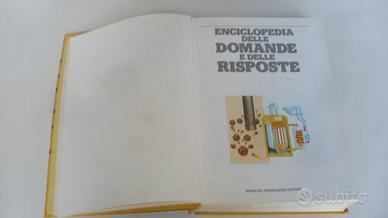 ENCICLOPEDIA
DELLE
DOMANDE
E DELLE
RISPOSTE
ARNOLDO MONDADORI EDITORE
subito